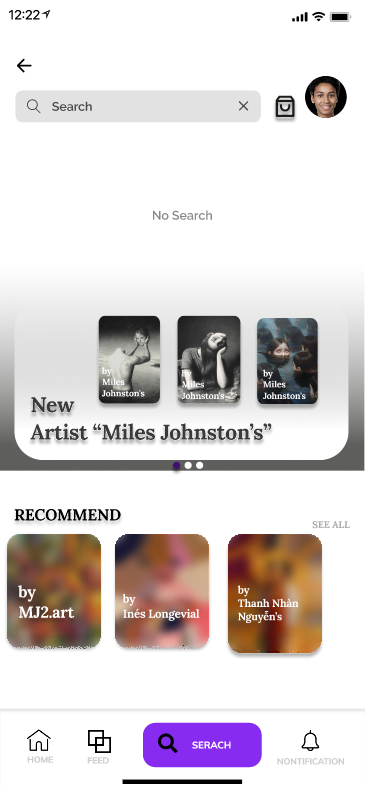 12:22
Search
No Search
by
Miles
Johnston's
by
Miles
Johnston's
by
Miles
Johnston's
New
Artist “Miles Johnston’s”
RECOMMEND
SEE ALL
by
MJ2.art
by
Inés Longevial
by
Thanh Nhàn
Nguyễn's
HOME
FEED
SERACH
NONTIFICATION